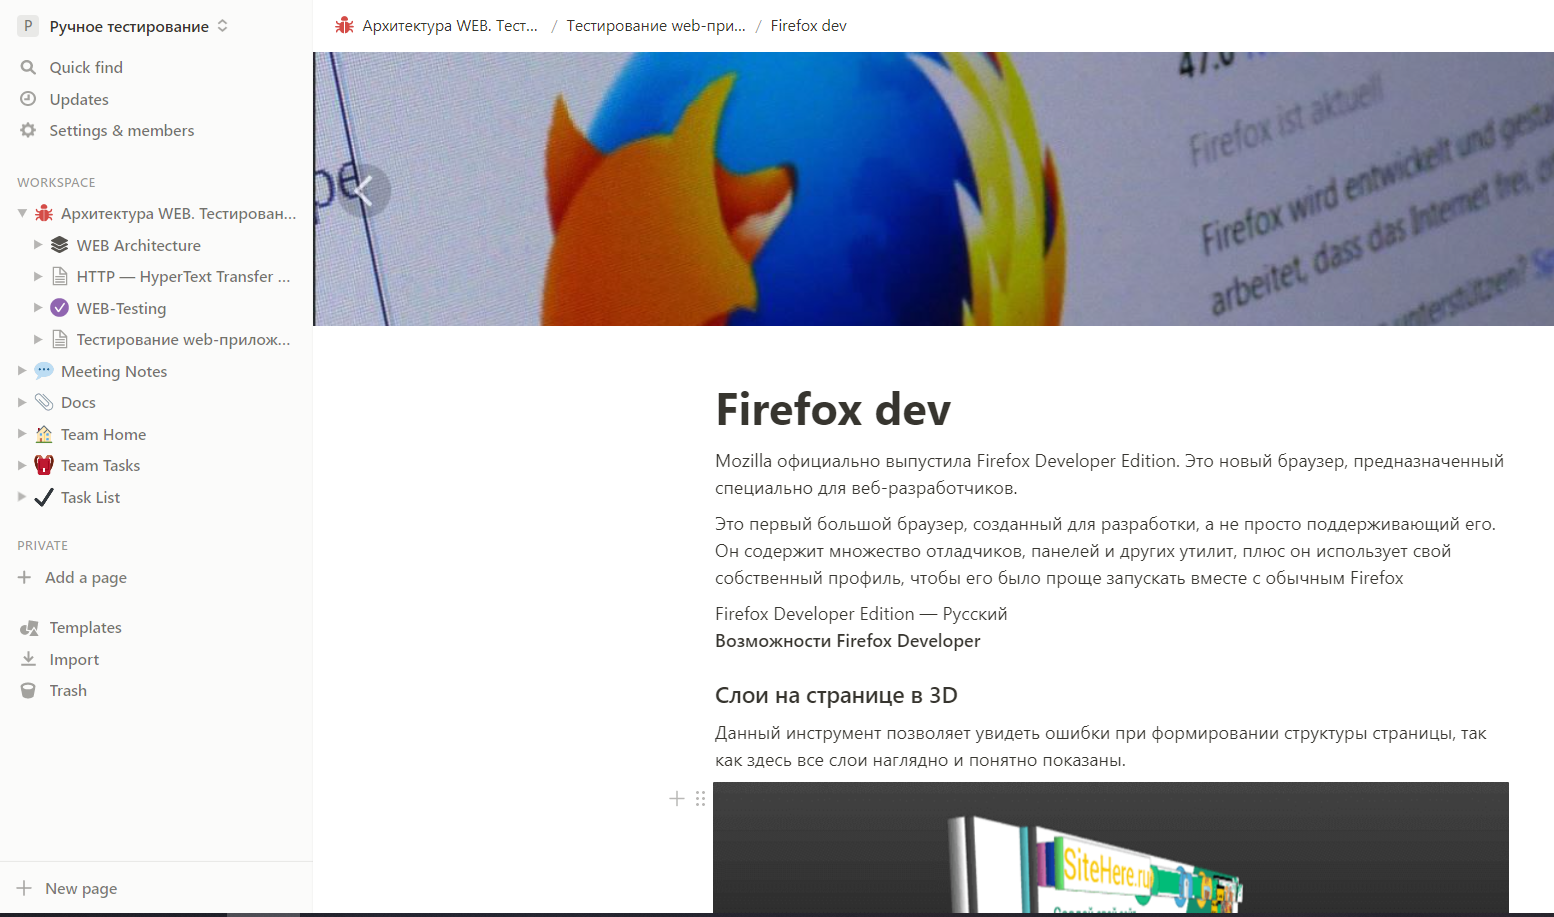 P Ручное тестирование
Quick find
Updates
Settings & members
WORKSPACE
Архитектура WEB. Тестирован...
WEB Architecture
HTTP — HyperText Transfer ...
WEB-Testing
Тестирование web-прилож...
Meeting Notes
Docs
Team Home
Team Tasks
Task List
PRIVATE
Add a page
Templates
Import
Trash
New page
Архитектура WEB. Тест... / Тестирование web-при... / Firefox dev
47.0
Firefox ist aktuell
Firefox wird entwickelt und gestal
arbeitet, dass das Internet frei, öf
unterstützen?
Firefox dev
Mozilla официально выпустила Firefox Developer Edition. Это новый браузер, предназначенный
специально для веб-разработчиков.
Это первый большой браузер, созданный для разработки, а не просто поддерживающий его.
Он содержит множество отладчиков, панелей и других утилит, плюс он использует свой
собственный профиль, чтобы его было проще запускать вместе с обычным Firefox
Firefox Developer Edition — Русский
Возможности Firefox Developer
Слои на странице в 3D
Данный инструмент позволяет увидеть ошибки при формировании структуры страницы, так
как здесь все слои наглядно и понятно показаны.
SiteHere.ru